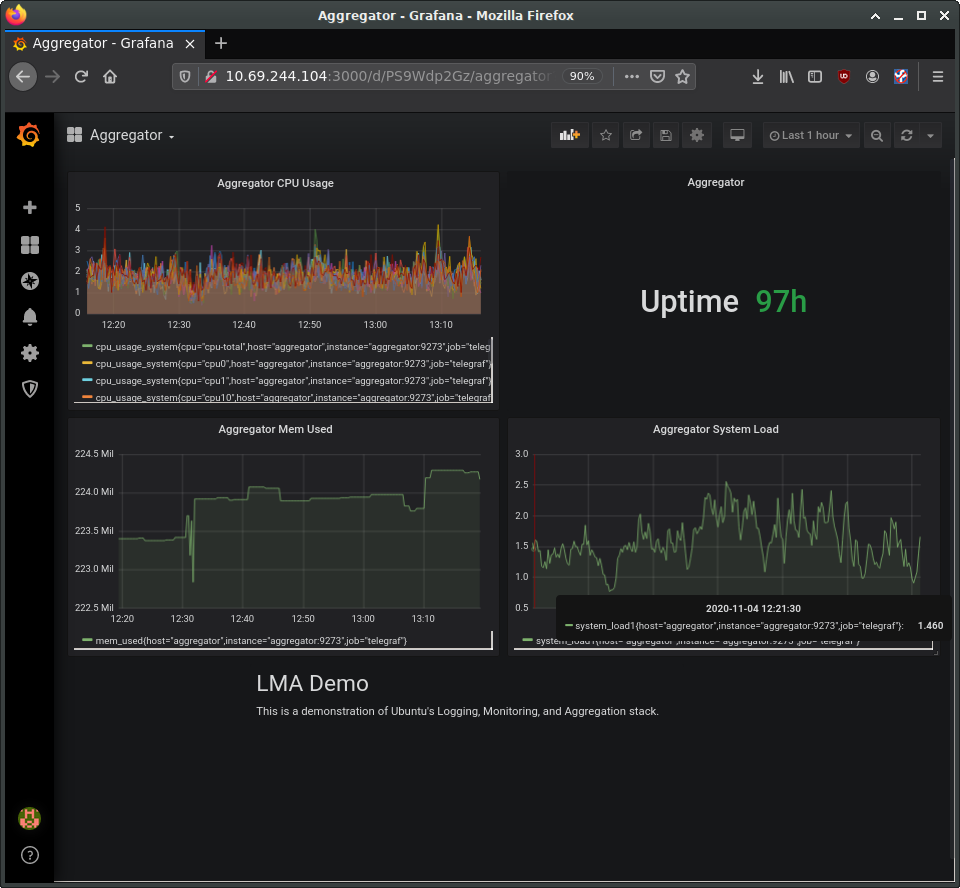 Aggregator - Grafana - Mozilla Firefox
Aggregator - Grafana
10.69.244.104:3000/d/PS9Wdp2Gz/aggregator
90%
Aggregator
Last 1 hour
Aggregator CPU Usage
5
4
3
2
1
0
12:20 12:30 12:40 12:50 13:00 13:10
cpu_usage_system{cpu="cpu-total",host="aggregator",instance="aggregator:9273",job="teleg
cpu_usage_system{cpu="cpu0",host="aggregator",instance="aggregator:9273",job="telegraf"}
cpu_usage_system{cpu="cpu1",host="aggregator",instance="aggregator:9273",job="telegraf"}
cpu_usage_system{cpu="cpu10",host="aggregator",instance="aggregator:9273",job="telegraf
Aggregator
Uptime 97h
Aggregator Mem Used
224.5 Mil
224.0 Mil
223.5 Mil
223.0 Mil
222.5 Mil
12:20 12:30 12:40 12:50 13:00 13:10
mem_used{host="aggregator",instance="aggregator:9273",job="telegraf"}
Aggregator System Load
3.0
2.5
2.0
1.5
1.0
0.5
2020-11-04 12:21:30
system_load1{host="aggregator",instance="aggregator:9273",job="telegraf"}: 1.460
system_load1{host="aggregator",instance="aggregator:9273",job="telegraf"}
LMA Demo
This is a demonstration of Ubuntu's Logging, Monitoring, and Aggregation stack.